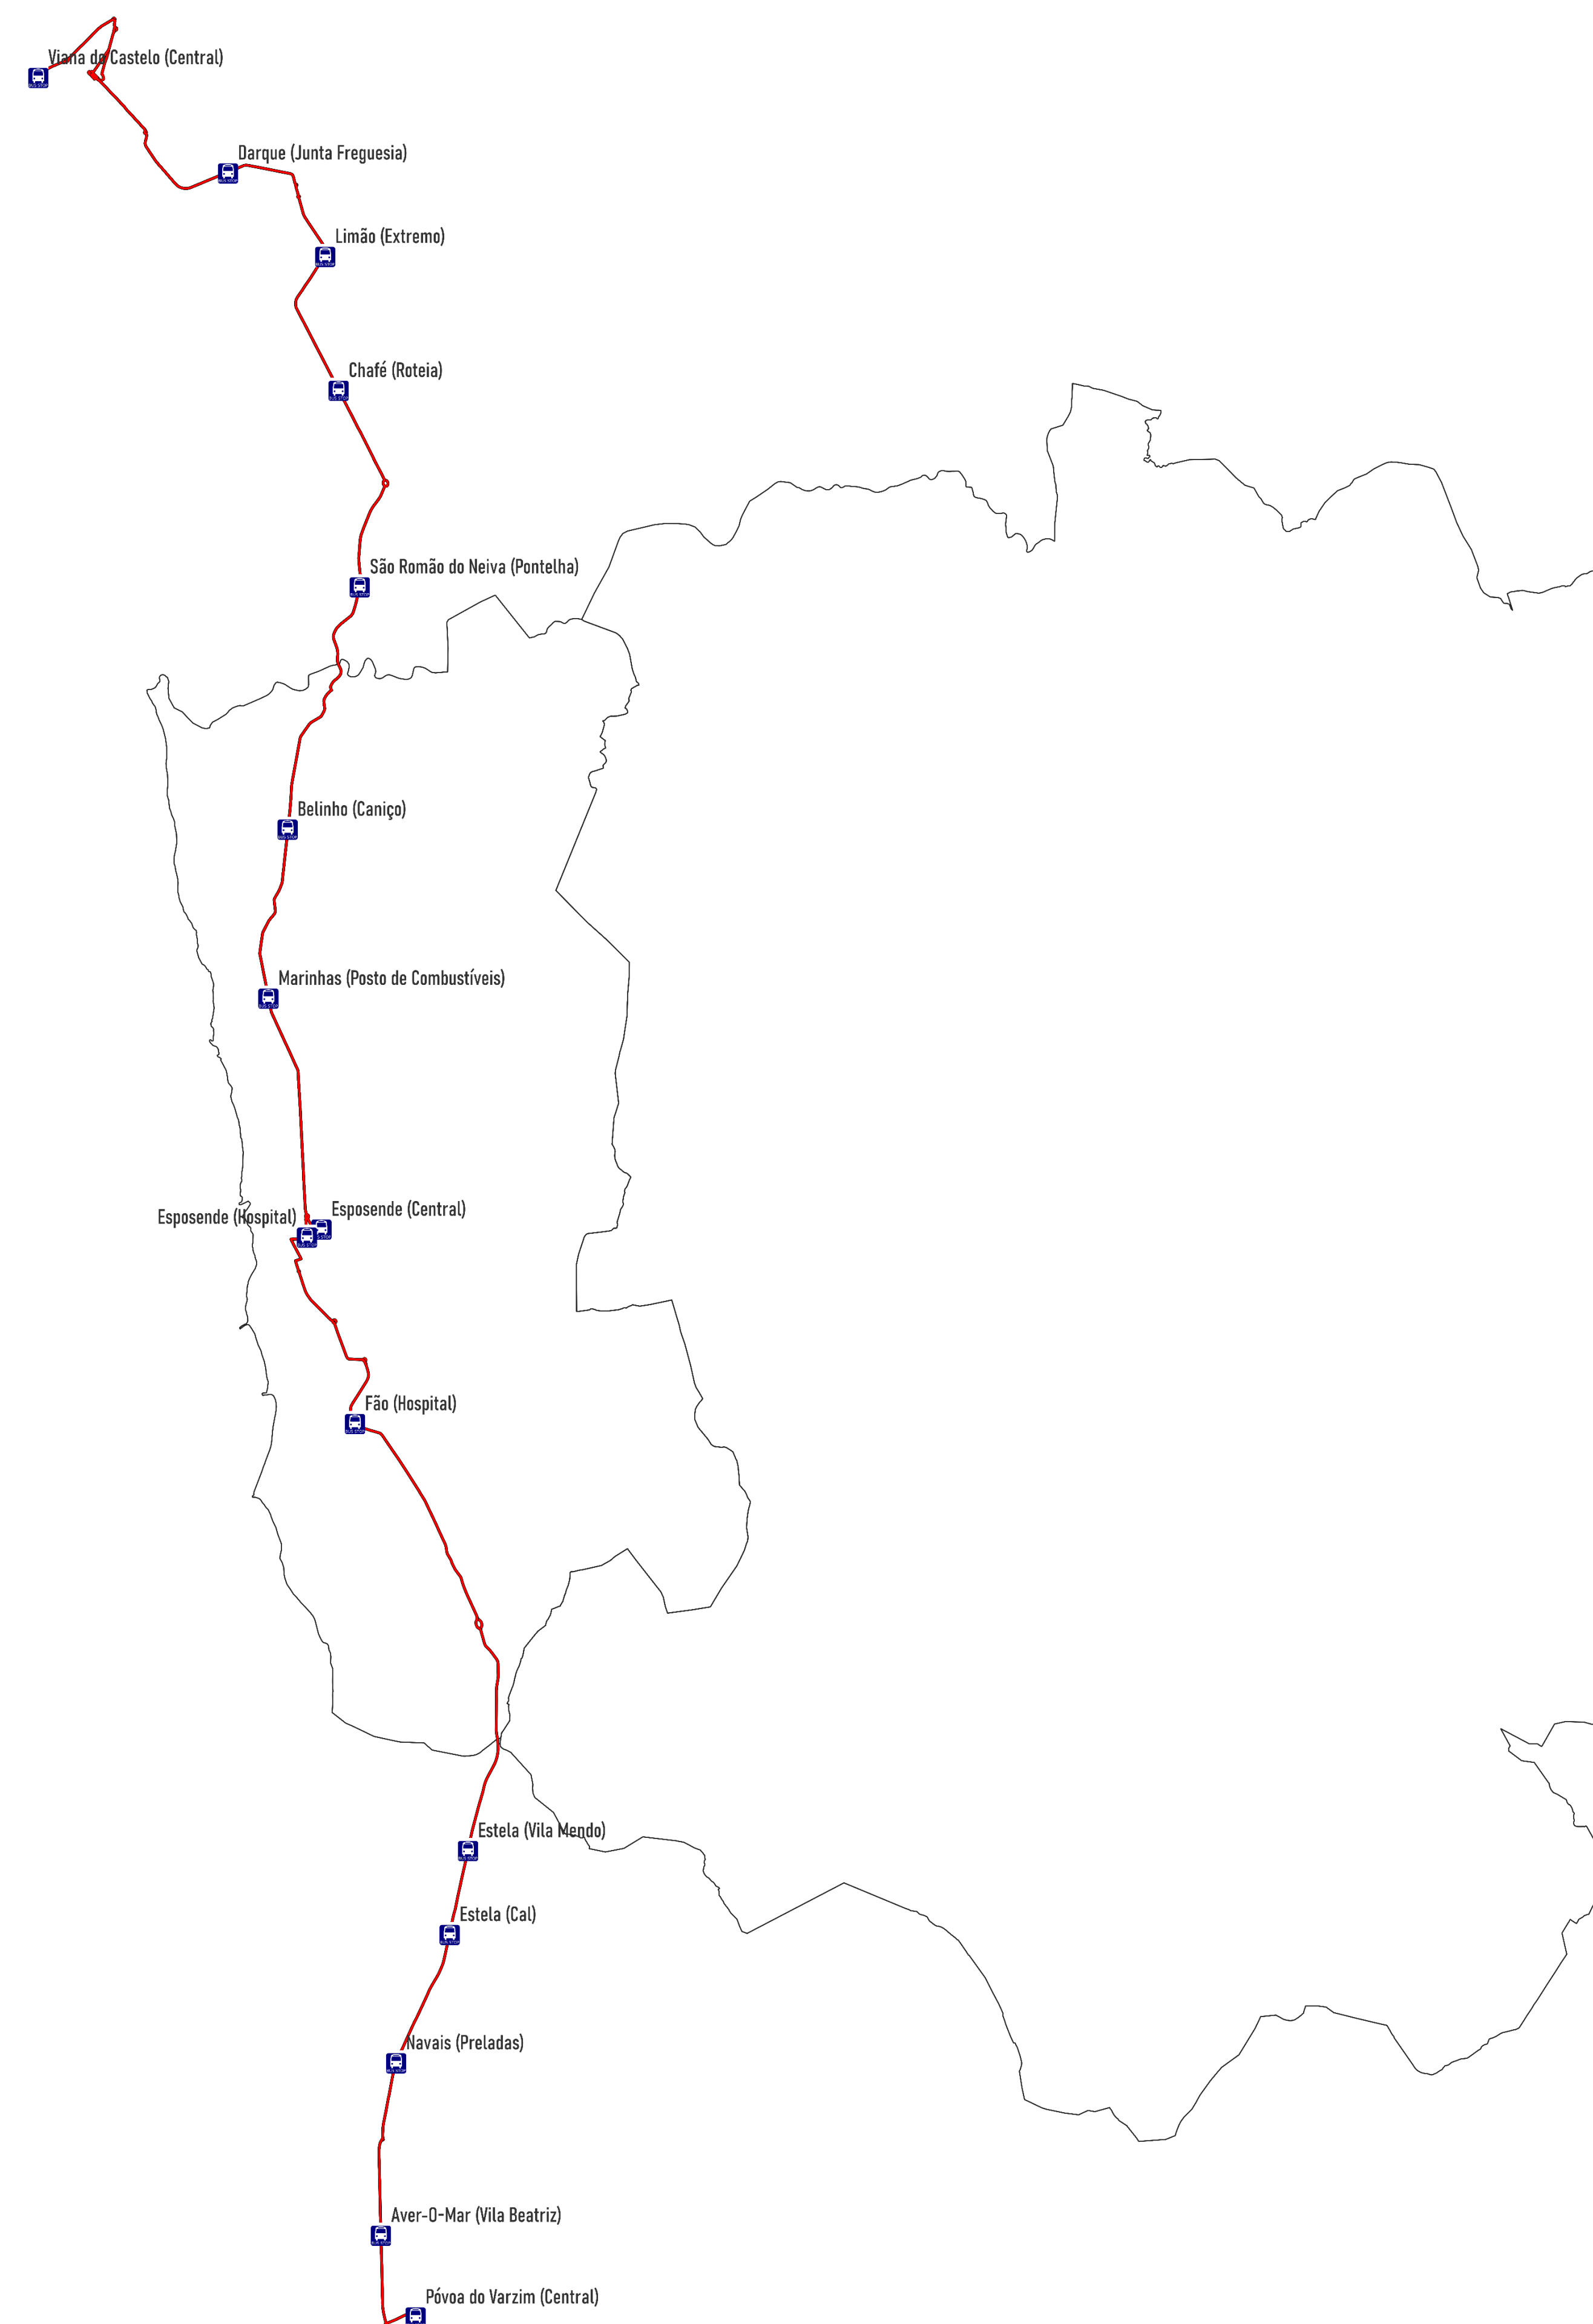 Viana do Castelo (Central)
Darque (Junta Freguesia)
Limão (Extremo)
Chafé (Roteia)
São Romão do Neiva (Pontelha)
Belinho (Caniço)
Marinhas (Posto de Combustíveis)
Esposende (Central)
Esposende (Hospital)
Fão (Hospital)
Estela (Vila Mendo)
Estela (Cal)
Navais (Preladas)
Aver-O-Mar (Vila Beatriz)
Póvoa do Varzim (Central)